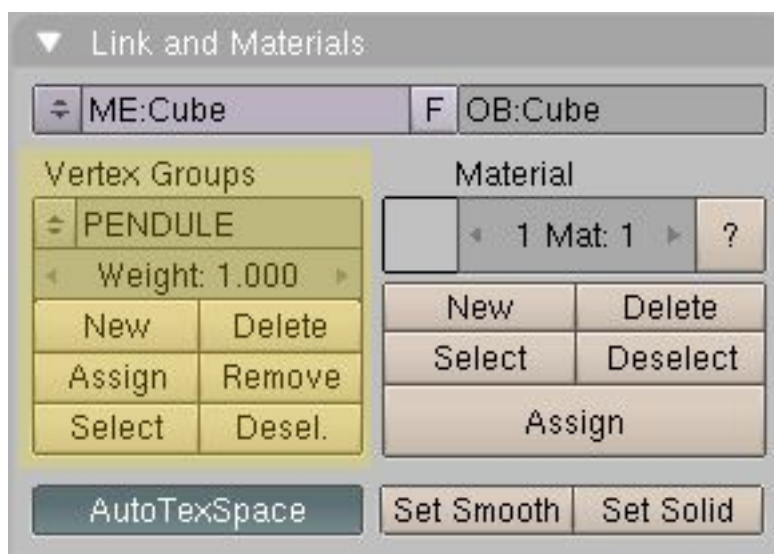 Link and Materials
ME:Cube F OB:Cube
Vertex Groups
PENDULE
Weight: 1.000
New Delete
Assign Remove
Select Desel.
Material
1 Mat: 1 ?
New Delete
Select Deselect
Assign
AutoTexSpace Set Smooth Set Solid